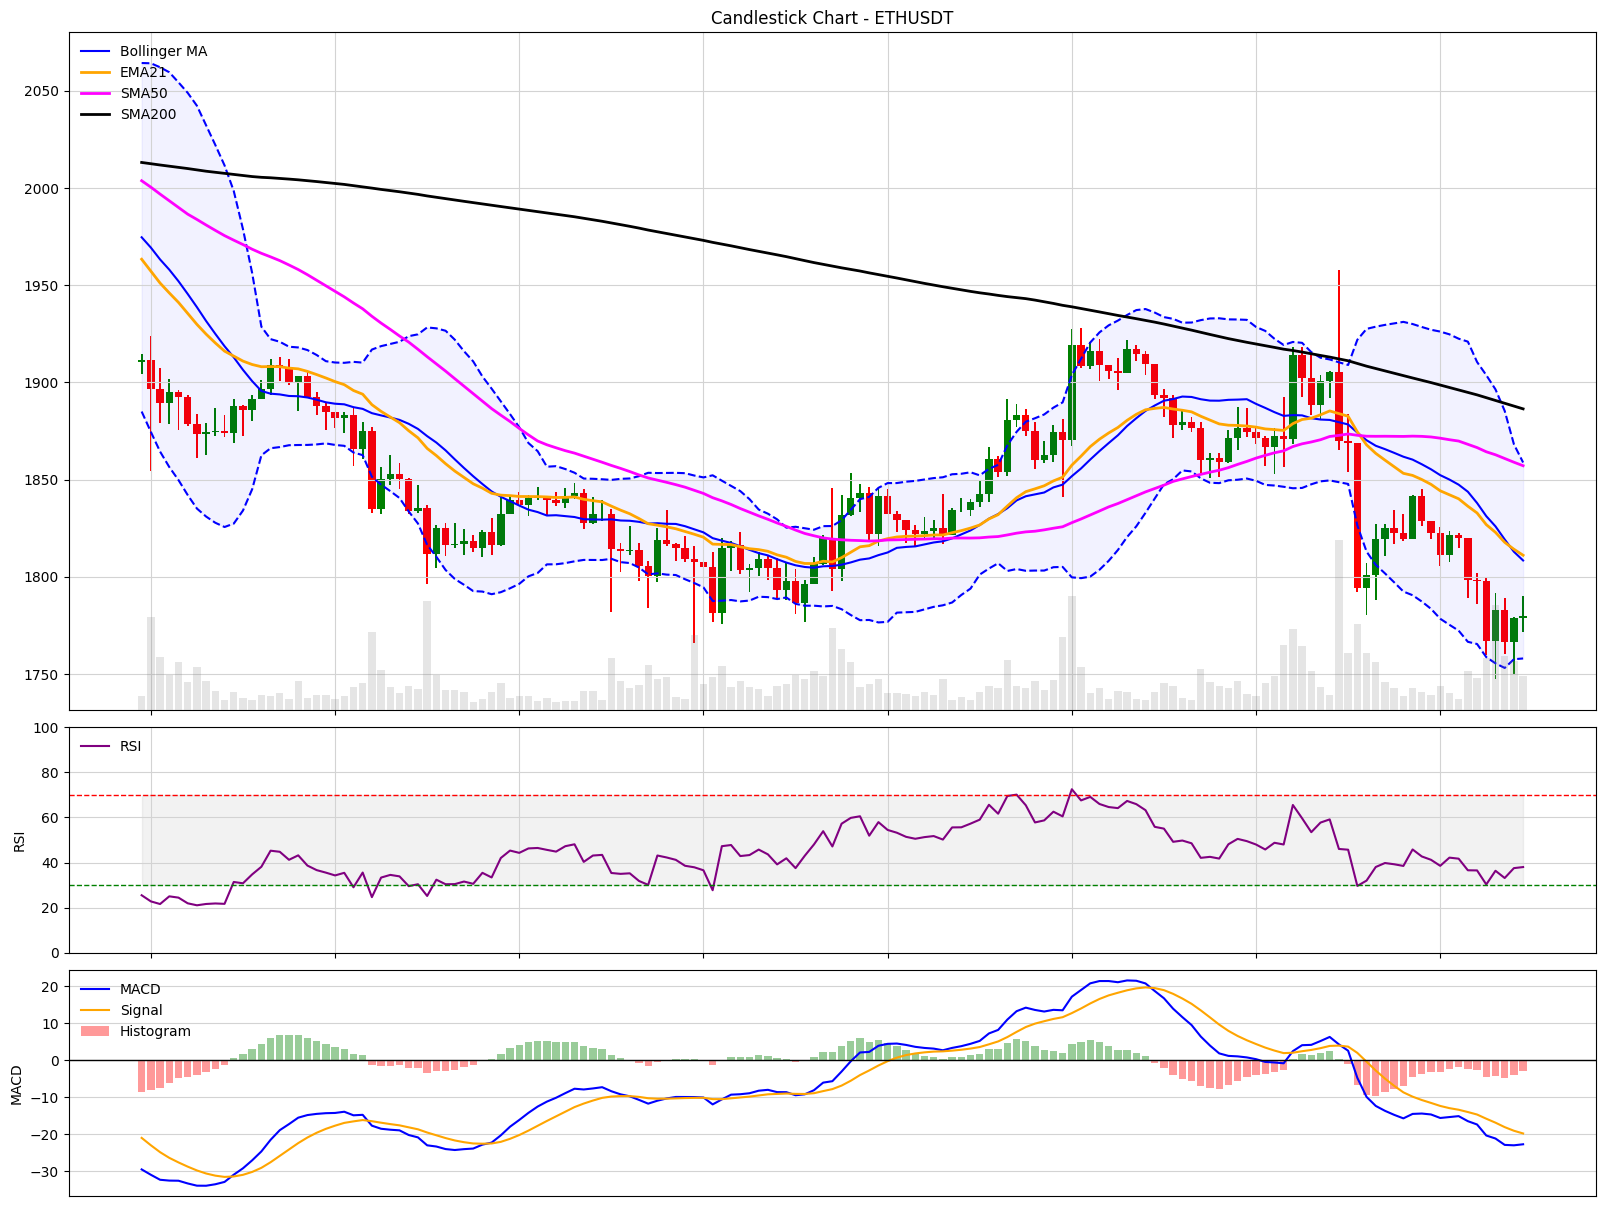 Candlestick Chart - ETHUSDT
Bollinger MA
EMA21
SMA50
SMA200
2050
2000
1950
1900
1850
1800
1750
RSI
100
80
60
40
20
0
RSI
MACD
Signal
Histogram
20
10
0
−10
−20
−30
MACD